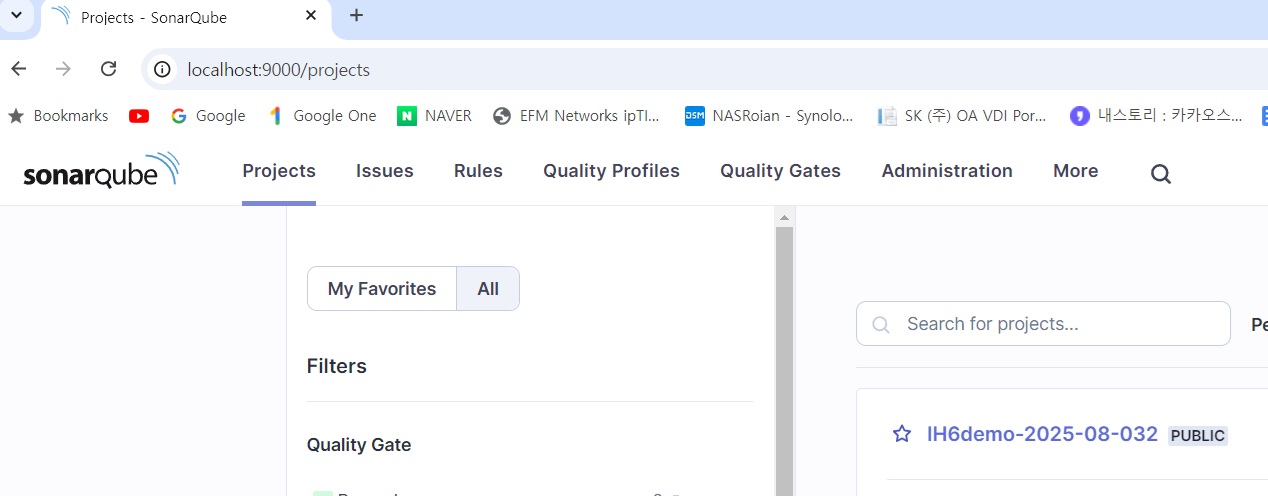 Projects - SonarQube
localhost:9000/projects
Bookmarks Google Google One NAVER EFM Networks ipTI... NASRoian - Synolo... SK (주) OA VDI Por... 내스토리 : 카카오스...
sonarqube Projects Issues Rules Quality Profiles Quality Gates Administration More
My Favorites All
Search for projects...
Filters
Quality Gate
IH6demo-2025-08-032 PUBLIC